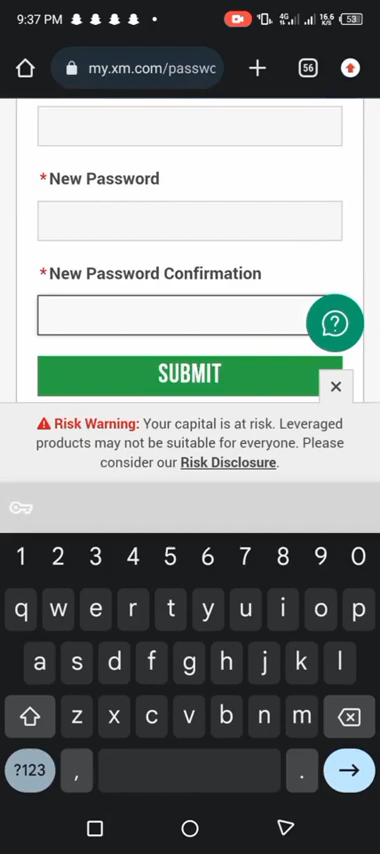 9:37 PM 4G 16.6 K/S 53
my.xm.com/passwc + 56
*New Password
*New Password Confirmation
SUBMIT
×
Risk Warning: Your capital is at risk. Leveraged
products may not be suitable for everyone. Please
consider our Risk Disclosure.
1 2 3 4 5 6 7 8 9 0
q w e r t y u i o p
a s d f g h j k l
z x c v b n m
?123 , .